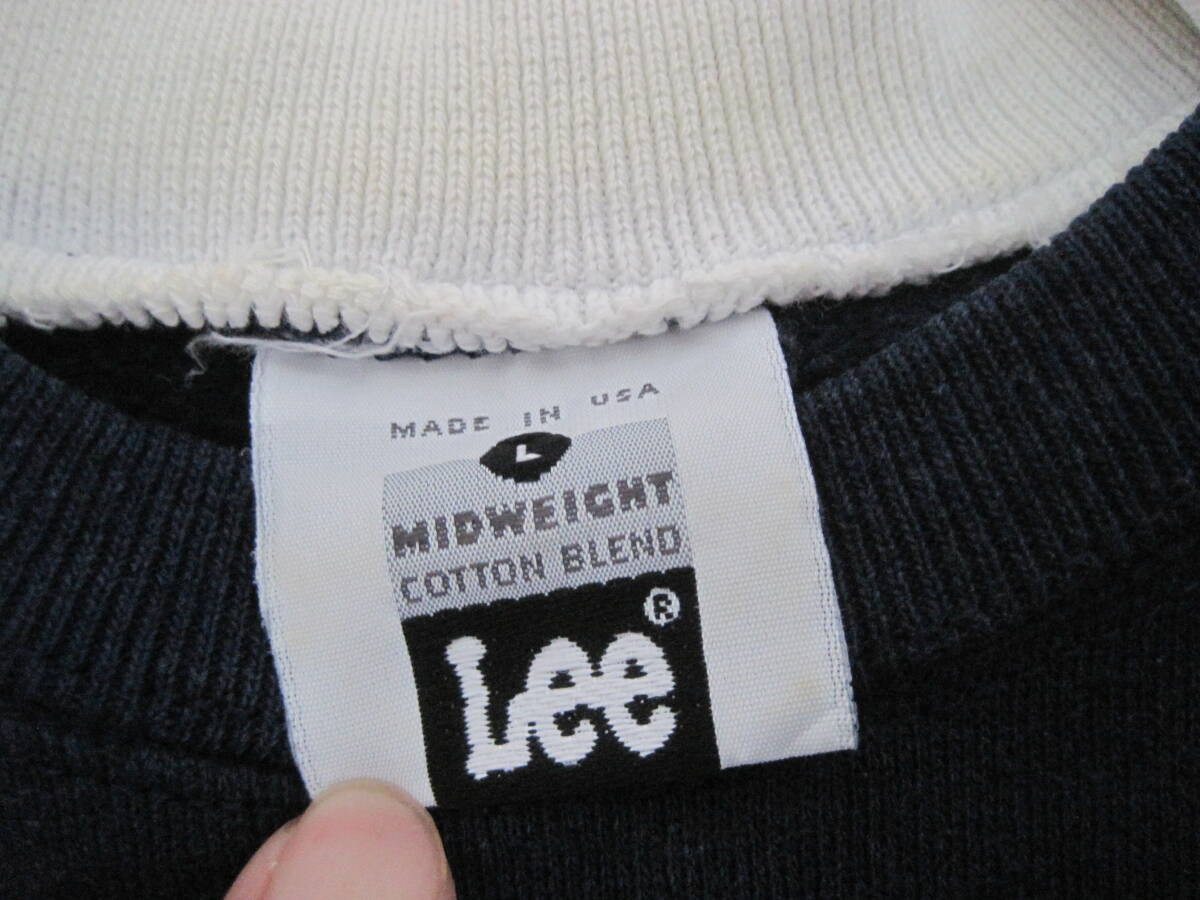 MADE IN USA
L
MIDWEIGHT
COTTON BLEND
Lee®